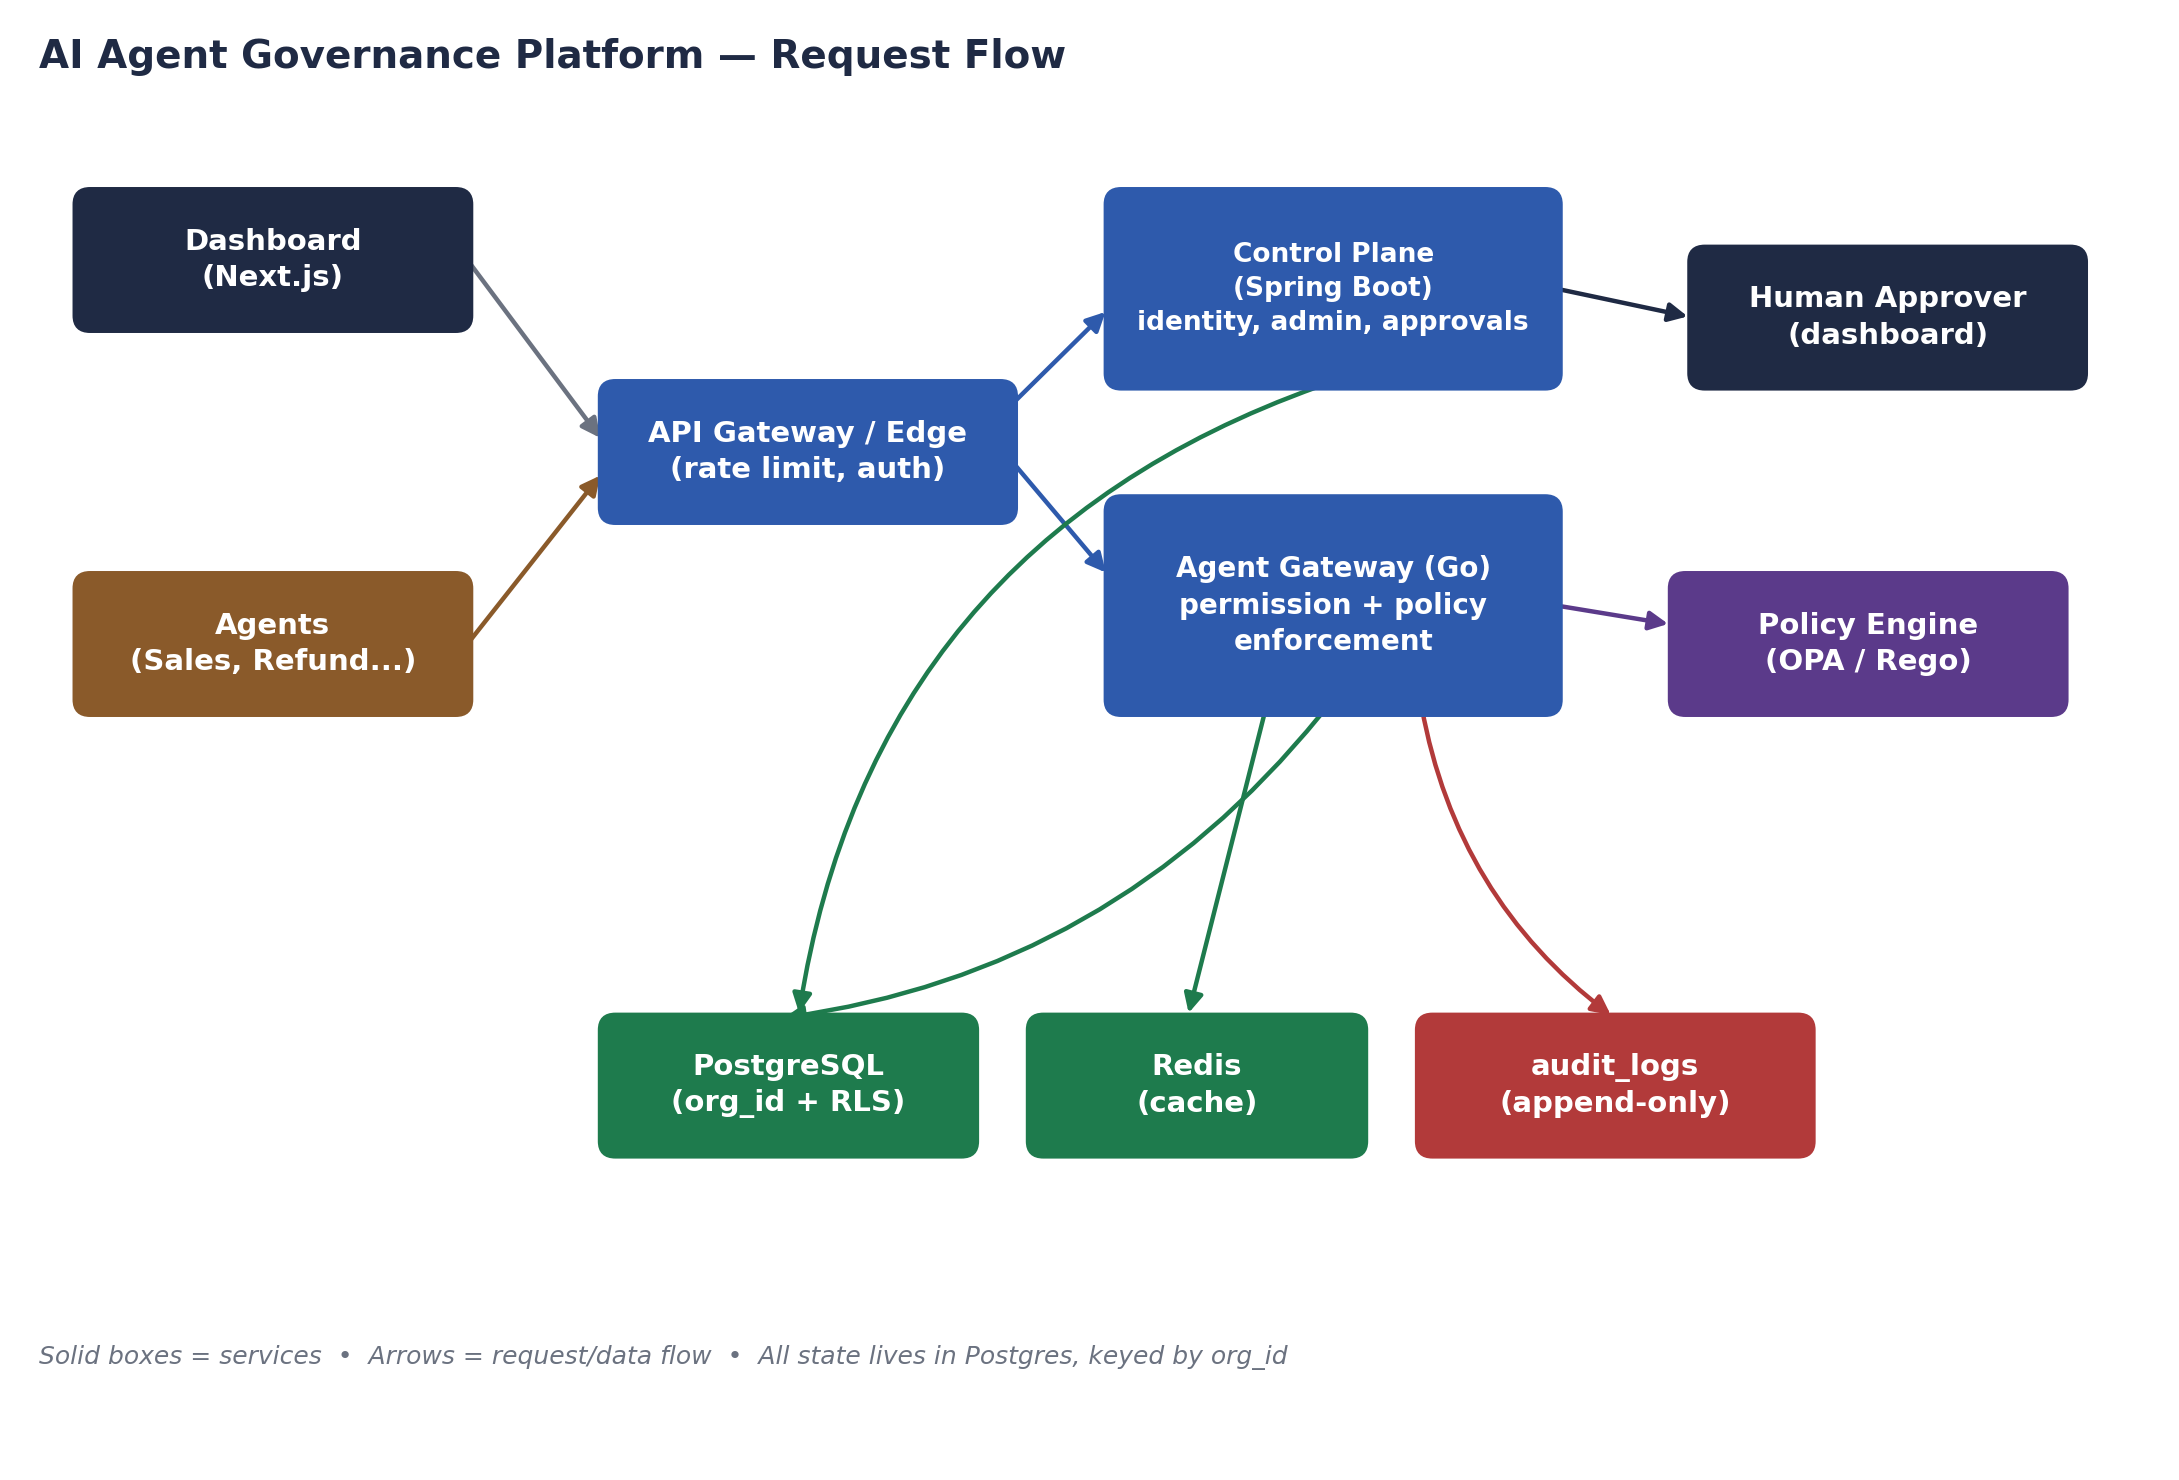 AI Agent Governance Platform — Request Flow
Dashboard
(Next.js)
Control Plane
(Spring Boot)
identity, admin, approvals
Human Approver
(dashboard)
API Gateway / Edge
(rate limit, auth)
Agents
(Sales, Refund...)
Agent Gateway (Go)
permission + policy
enforcement
Policy Engine
(OPA / Rego)
PostgreSQL
(org_id + RLS)
Redis
(cache)
audit_logs
(append-only)
Solid boxes = services • Arrows = request/data flow • All state lives in Postgres, keyed by org_id